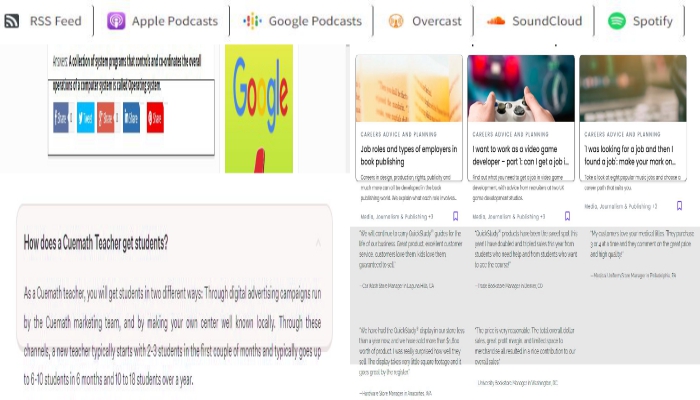 RSS Feed
Apple Podcasts
Google Podcasts
Overcast
SoundCloud
Spotify
Answer: A collection of system programs that controls and co-ordinates the overall
operations of a computer system is called Operating system.
Share
Tweet
Share
Share
Share
Google
CAREERS ADVICE AND PLANNING
Job roles and types of employers in
book publishing
Careers in design, production, rights, publicity and
much more can all be developed in the book
publishing world. We explain what each role involves.
Media, Journalism & Publishing +3
CAREERS ADVICE AND PLANNING
I want to work as a video game
developer – part 1: can I get a job i...
Find out what you need to get a job in video game
development, with advice from recruiters at two UK
game development studios.
Media, Journalism & Publishing +3
CAREERS ADVICE AND PLANNING
'I was looking for a job and then I
found a job': make your mark on...
Take a look at eight popular music jobs and choose a
career path that suits you.
Media, Journalism & Publishing +2
How does a Cuemath Teacher get students?
As a Cuemath teacher, you will get students in two different ways: Through digital advertising campaigns run
by the Cuemath marketing team, and by making your own center well known locally. Through these
channels, a new teacher typically starts with 2-3 students in the first couple of months and typically goes up
to 6-10 students in 6 months and 10 to 18 students over a year.
"We will continue to carry QuickStudy® guides for the
life of our business. Great product, excellent customer
service, customers love them, kids love them,
guaranteed to sell."
"QuickStudy® products have been the sweet spot this
year! I have doubled and tripled sales this year from
students who need help and from students who want
to ace the course!"
"My customers love your medical titles. They purchase
3 or 4 at a time and they comment on the great price
and high quality."
– Medical Uniform Store Manager in Philadelphia, PA
– Car Wash Store Manager in Laguna Hills, CA
– Trade Bookstore Manager in Denver, CO
"We have had the QuickStudy® display in our store less
than a year now, and we have sold more than
worth of product. I was really surprised how well they
sell. The display takes very little square footage and it
goes great by the register."
– Hardware Store Manager in Anacortes, WA
"The price is very reasonable. The total overall dollar
sales, great profit margin, and limited space to
merchandise all resulted in a nice contribution to our
overall sales."
– University Bookstore Manager in Washington, DC